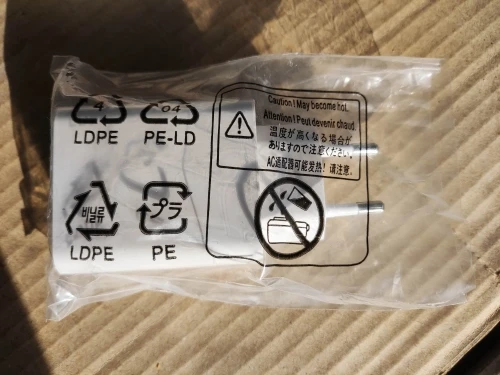 4
LDPE
04
PE-LD
비닐류
LDPE
プラ
PE
Caution! May become hot.
Attention! Peut devenir chaud.
温度が高くなる場合が
ありますので注意ください。
AC适配器可能发热! 请注意.